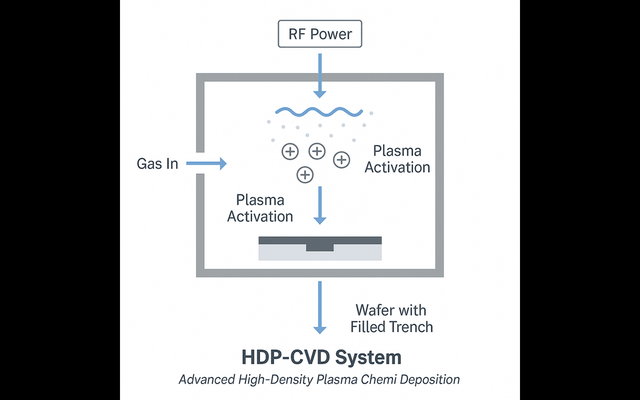 RF Power
Gas In
Plasma
Activation
Plasma
Activation
Wafer with
Filled Trench
HDP-CVD System
Advanced High-Density Plasma Chemi Deposition